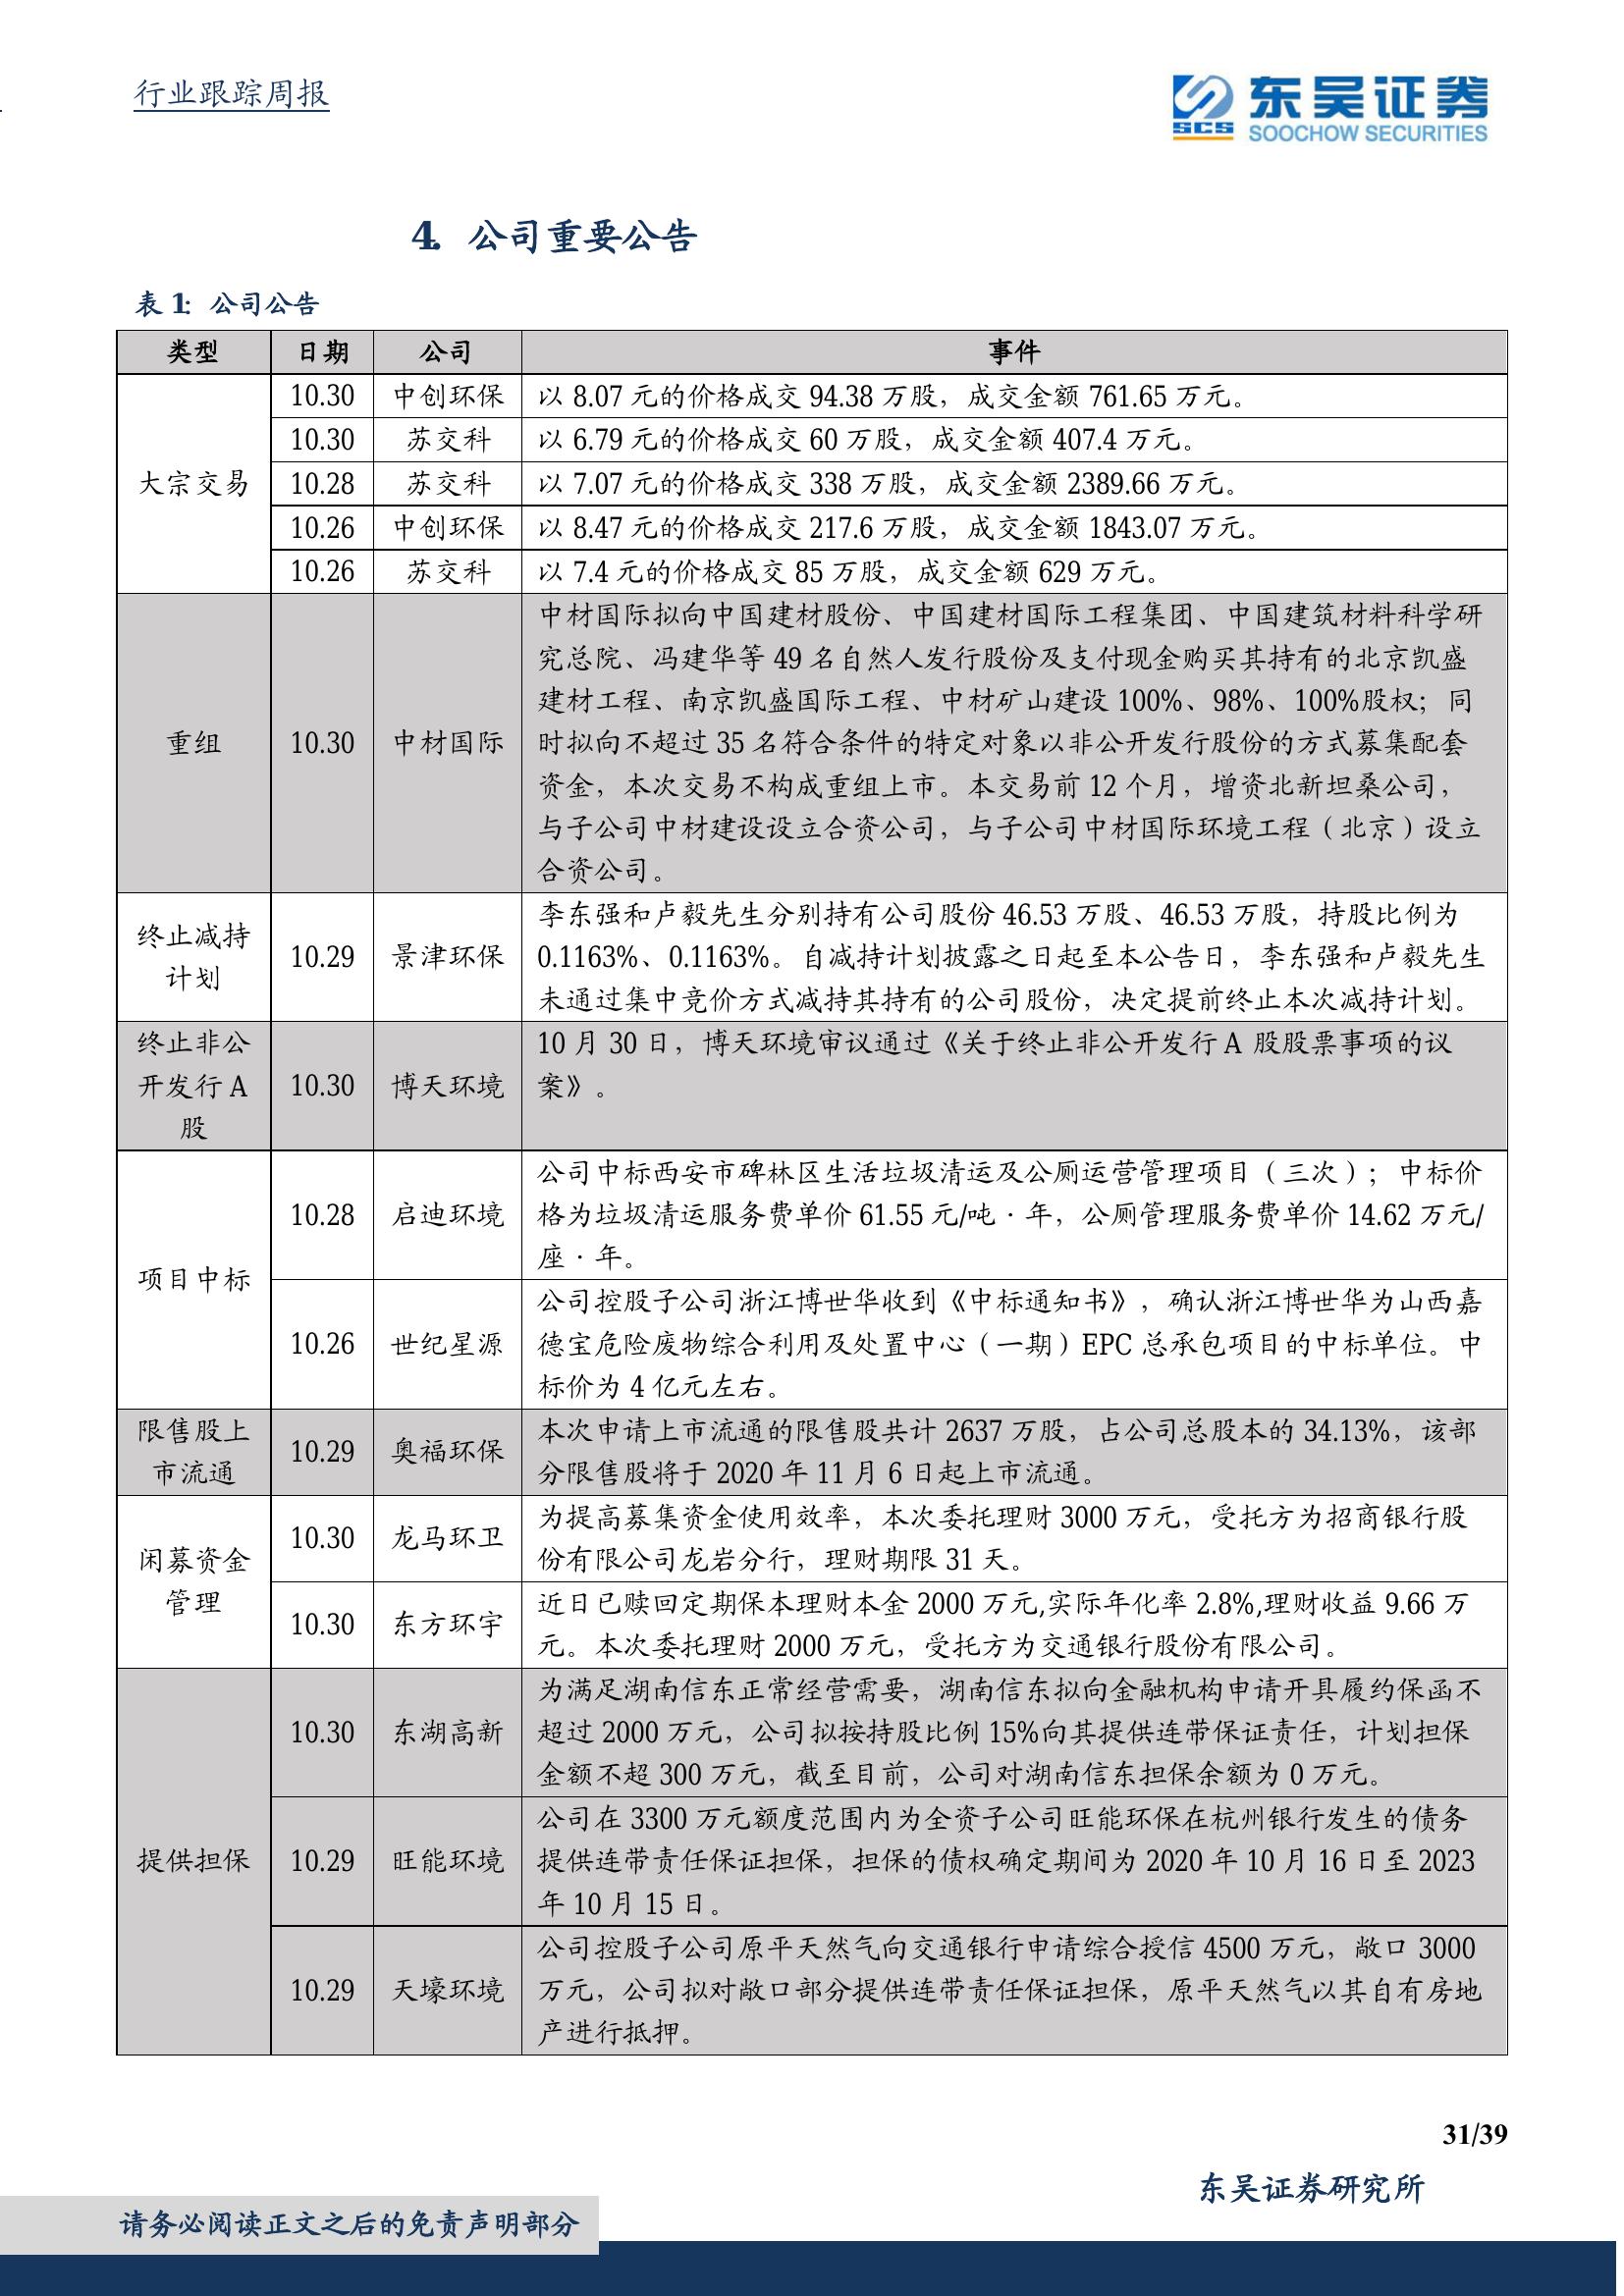 行业跟踪周报
SCS
东吴证券
SOOCHOW SECURITIES
4. 公司重要公告
表 1: 公司公告
类型 日期 公司 事件
大宗交易
10.30 中创环保 以 8.07 元的价格成交 94.38 万股，成交金额 761.65 万元。
10.30 苏交科 以 6.79 元的价格成交 60 万股，成交金额 407.4 万元。
10.28 苏交科 以 7.07 元的价格成交 338 万股，成交金额 2389.66 万元。
10.26 中创环保 以 8.47 元的价格成交 217.6 万股，成交金额 1843.07 万元。
10.26 苏交科 以 7.4 元的价格成交 85 万股，成交金额 629 万元。
重组 10.30 中材国际
中材国际拟向中国建材股份、中国建材国际工程集团、中国建筑材料科学研
究总院、冯建华等 49 名自然人发行股份及支付现金购买其持有的北京凯盛
建材工程、南京凯盛国际工程、中材矿山建设 100%、98%、100%股权；同
时拟向不超过 35 名符合条件的特定对象以非公开发行股份的方式募集配套
资金，本次交易不构成重组上市。本交易前 12 个月，增资北新坦桑公司，
与子公司中材建设设立合资公司，与子公司中材国际环境工程（北京）设立
合资公司。
终止减持
计划
10.29 景津环保
李东强和卢毅先生分别持有公司股份 46.53 万股、46.53 万股，持股比例为
0.1163%、0.1163%。自减持计划披露之日起至本公告日，李东强和卢毅先生
未通过集中竞价方式减持其持有的公司股份，决定提前终止本次减持计划。
终止非公
开发行 A
股
10.30 博天环境
10 月 30 日，博天环境审议通过《关于终止非公开发行 A 股股票事项的议
案》。
项目中标
10.28 启迪环境
公司中标西安市碑林区生活垃圾清运及公厕运营管理项目（三次）；中标价
格为垃圾清运服务费单价 61.55 元/吨·年，公厕管理服务费单价 14.62 万元/
座·年。
10.26 世纪星源
公司控股子公司浙江博世华收到《中标通知书》，确认浙江博世华为山西嘉
德宝危险废物综合利用及处置中心（一期）EPC 总承包项目的中标单位。中
标价为 4 亿元左右。
限售股上
市流通
10.29 奥福环保
本次申请上市流通的限售股共计 2637 万股，占公司总股本的 34.13%，该部
分限售股将于 2020 年 11 月 6 日起上市流通。
闲募资金
管理
10.30 龙马环卫
为提高募集资金使用效率，本次委托理财 3000 万元，受托方为招商银行股
份有限公司龙岩分行，理财期限 31 天。
10.30 东方环宇
近日已赎回定期保本理财本金 2000 万元,实际年化率 2.8%,理财收益 9.66 万
元。本次委托理财 2000 万元，受托方为交通银行股份有限公司。
提供担保
10.30 东湖高新
为满足湖南信东正常经营需要，湖南信东拟向金融机构申请开具履约保函不
超过 2000 万元，公司拟按持股比例 15%向其提供连带保证责任，计划担保
金额不超 300 万元，截至目前，公司对湖南信东担保余额为 0 万元。
10.29 旺能环境
公司在 3300 万元额度范围内为全资子公司旺能环保在杭州银行发生的债务
提供连带责任保证担保，担保的债权确定期间为 2020 年 10 月 16 日至 2023
年 10 月 15 日。
10.29 天壕环境
公司控股子公司原平天然气向交通银行申请综合授信 4500 万元，敞口 3000
万元，公司拟对敞口部分提供连带责任保证担保，原平天然气以其自有房地
产进行抵押。
31/39
东吴证券研究所
请务必阅读正文之后的免责声明部分